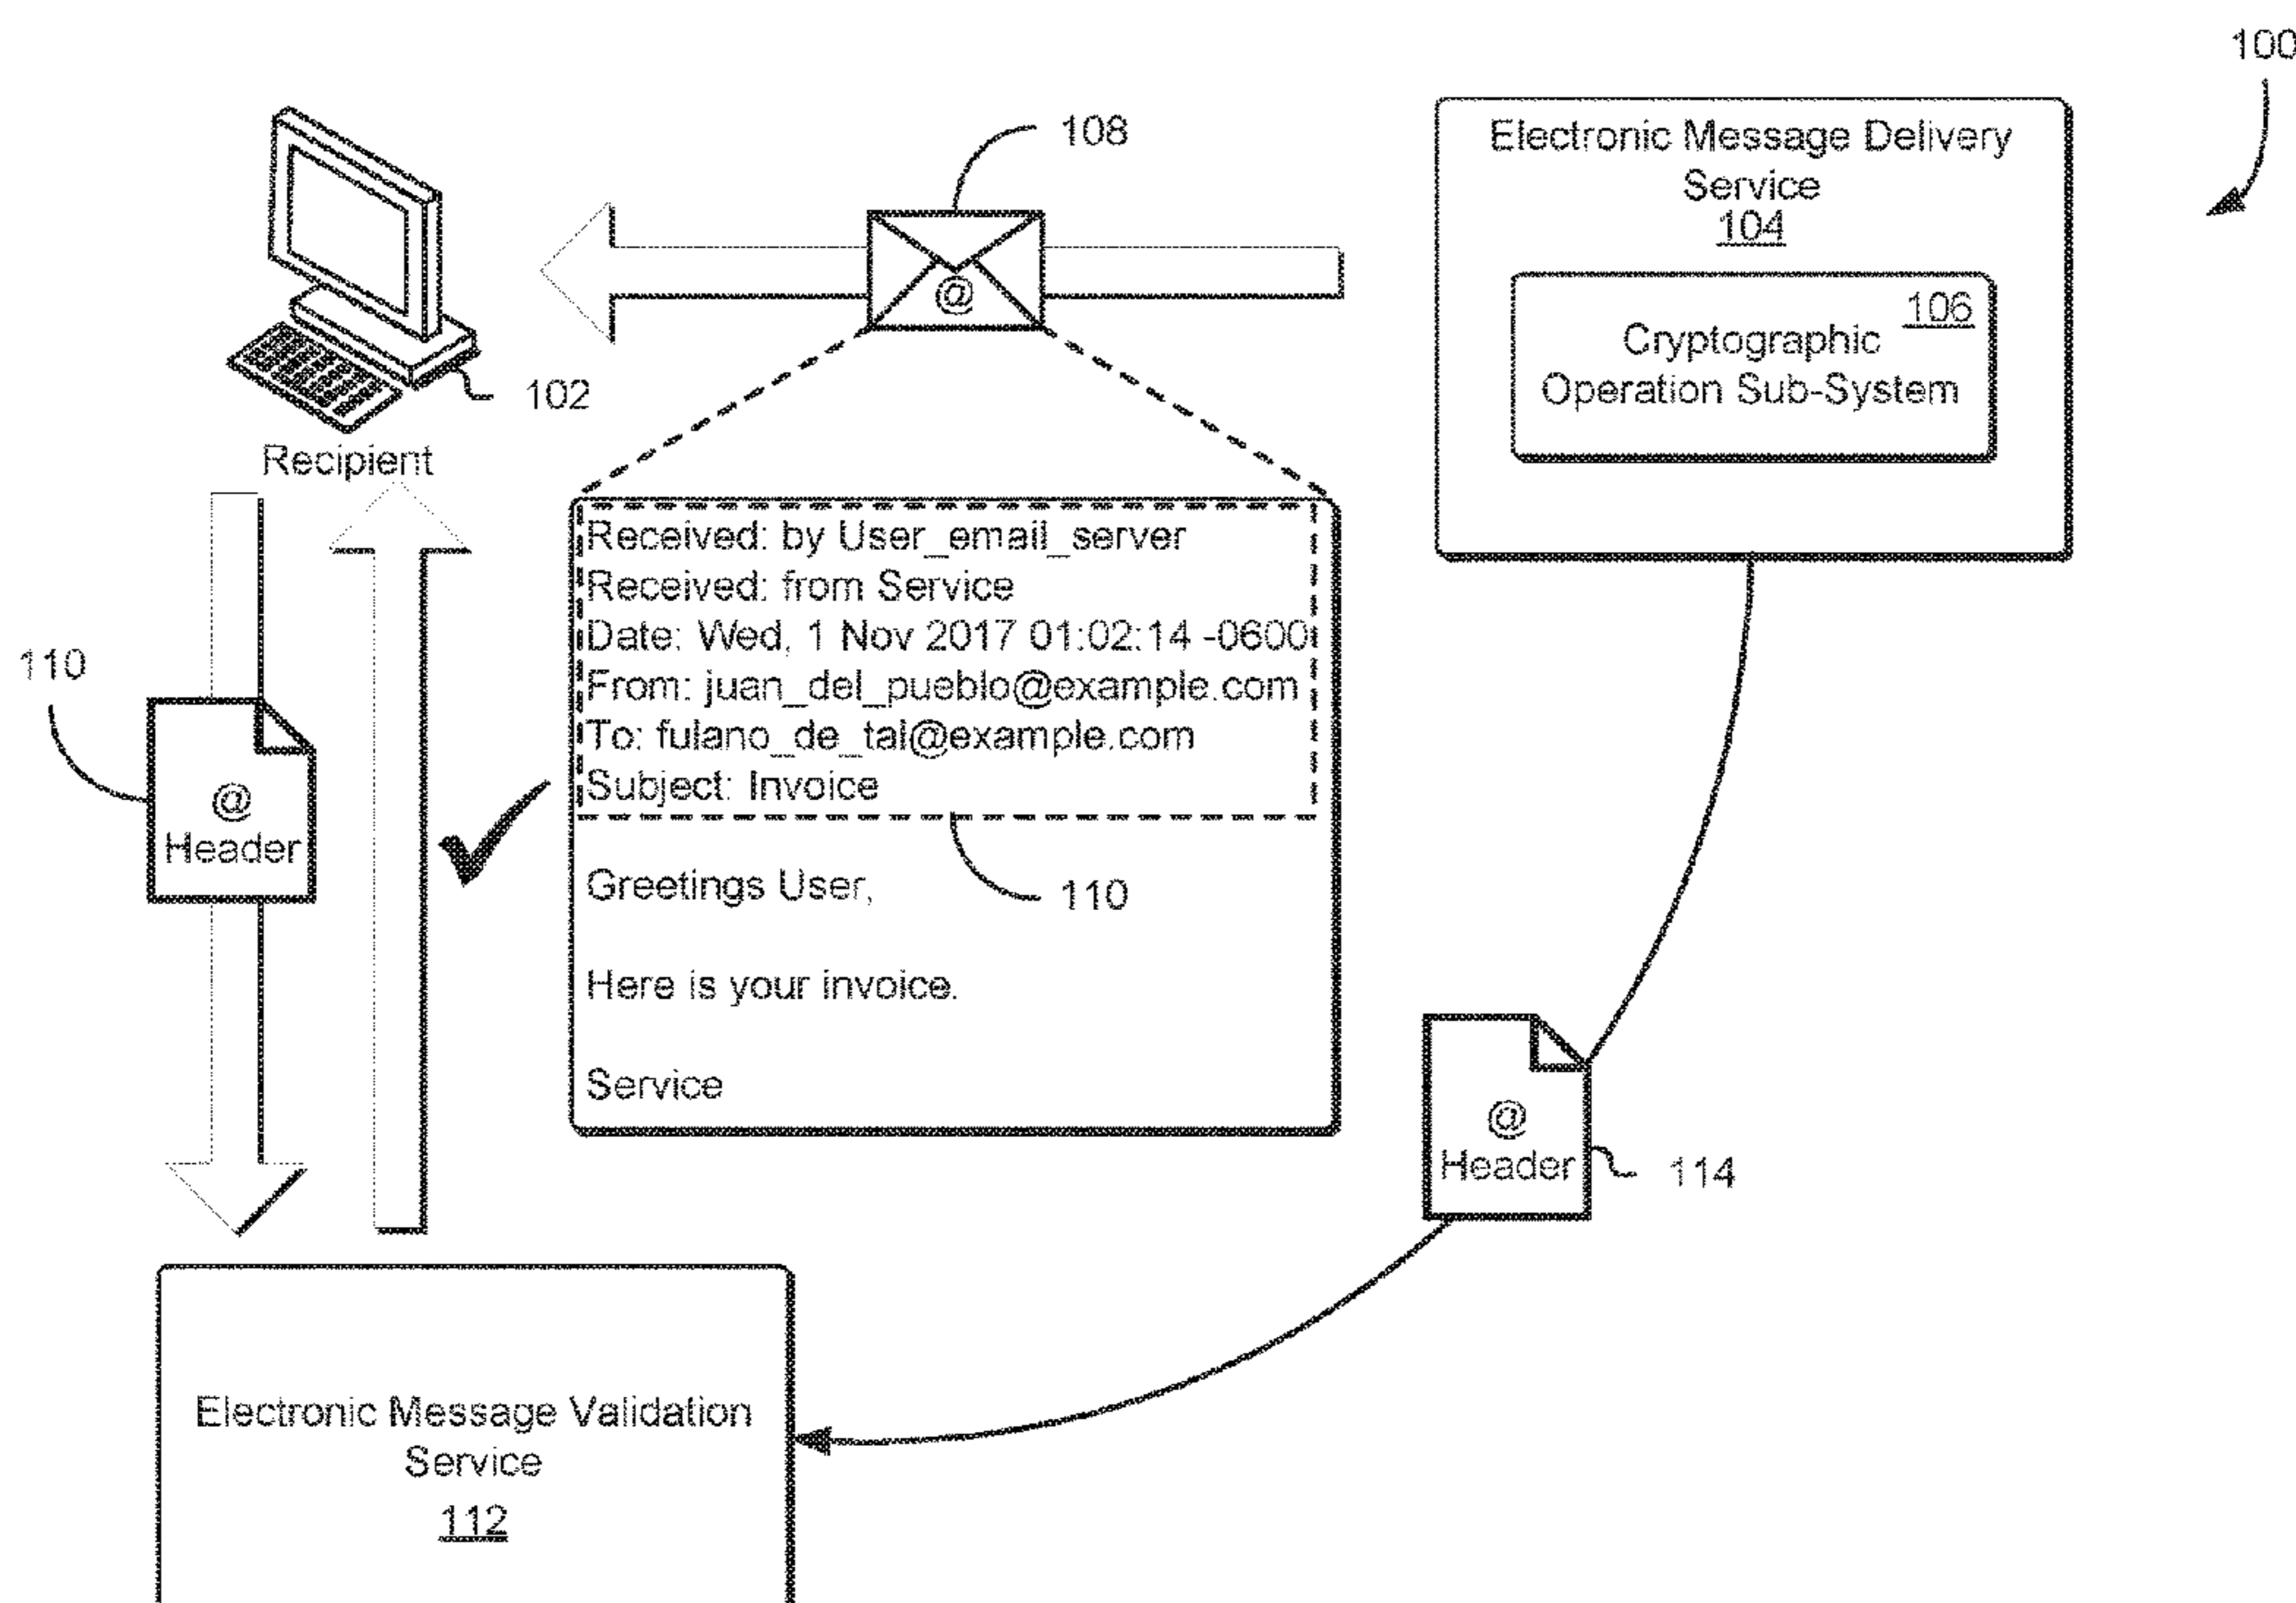 100
108
Electronic Message Delivery
Service
104
106
Cryptographic
Operation Sub-System
@
102
Recipient
Received: by User_email_server
Received: from Service
Date: Wed, 1 Nov 2017 01:02:14 -0600
From: juan_del_pueblo@example.com
To: fulano_de_tal@example.com
Subject: Invoice
110
@
Header
110
Greetings User,
Here is your invoice.
Service
@
Header
114
Electronic Message Validation
Service
112